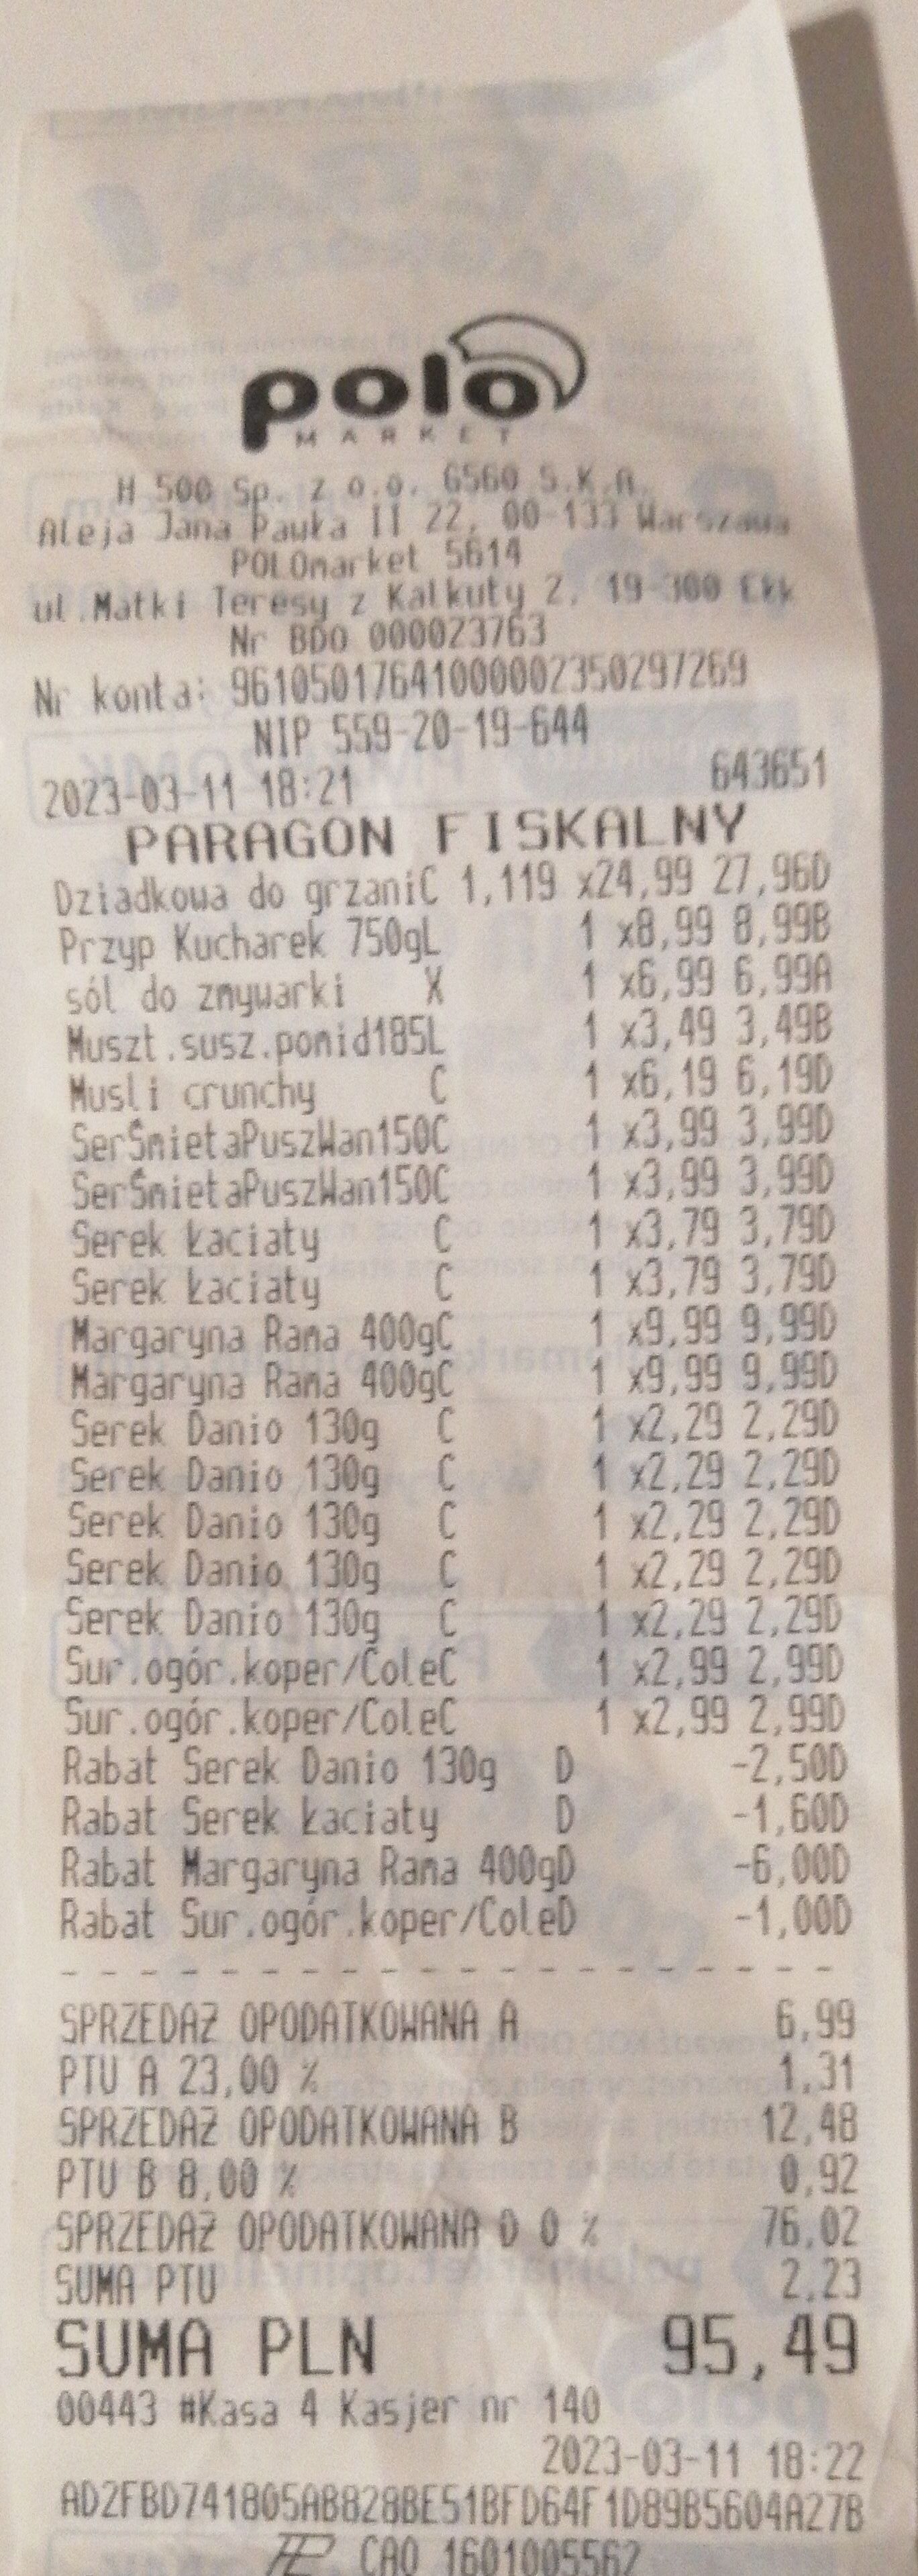 polo
MARKET
H 500 Sp. z o.o. 6560 S.K.A.
Aleja Jana Pawła II 22, 00-133 Warszawa
POLOmarket 5614
ul.Matki Teresy z Kalkuty 2, 19-300 Ełk
Nr BDO 000023763
Nr konta: 96105017641000002350297269
NIP 559-20-19-644
2023-03-11 18:21 643651
PARAGON FISKALNY
Dziadkowa do grzaniC 1,119 x24,99 27,96D
Przyp Kucharek 750gL 1 x8,99 8,99B
sól do zmywarki X 1 x6,99 6,99A
Muszt.susz.pomid185L 1 x3,49 3,49B
Musli crunchy C 1 x6,19 6,19D
SerŚmietaPuszWan150C 1 x3,99 3,99D
SerŚmietaPuszWan150C 1 x3,99 3,99D
Serek Łaciaty C 1 x3,79 3,79D
Serek Łaciaty C 1 x3,79 3,79D
Margaryna Rama 400gC 1 x9,99 9,99D
Margaryna Rama 400gC 1 x9,99 9,99D
Serek Danio 130g C 1 x2,29 2,29D
Serek Danio 130g C 1 x2,29 2,29D
Serek Danio 130g C 1 x2,29 2,29D
Serek Danio 130g C 1 x2,29 2,29D
Serek Danio 130g C 1 x2,29 2,29D
Sur.ogór.koper/ColeC 1 x2,99 2,99D
Sur.ogór.koper/ColeC 1 x2,99 2,99D
Rabat Serek Danio 130g D -2,50D
Rabat Serek Łaciaty D -1,60D
Rabat Margaryna Rama 400gD -6,00D
Rabat Sur.ogór.koper/ColeD -1,00D
SPRZEDAŻ OPODATKOWANA A 6,99
PTU A 23,00 % 1,31
SPRZEDAŻ OPODATKOWANA B 12,48
PTU B 8,00 % 0,92
SPRZEDAŻ OPODATKOWANA D 0 % 76,02
SUMA PTU 2,23
SUMA PLN 95,49
00443 #Kasa 4 Kasjer nr 140
2023-03-11 18:22
AD2FBD741805AB828BE51BFD64F1D89B5604A27B
CAO 1601005562